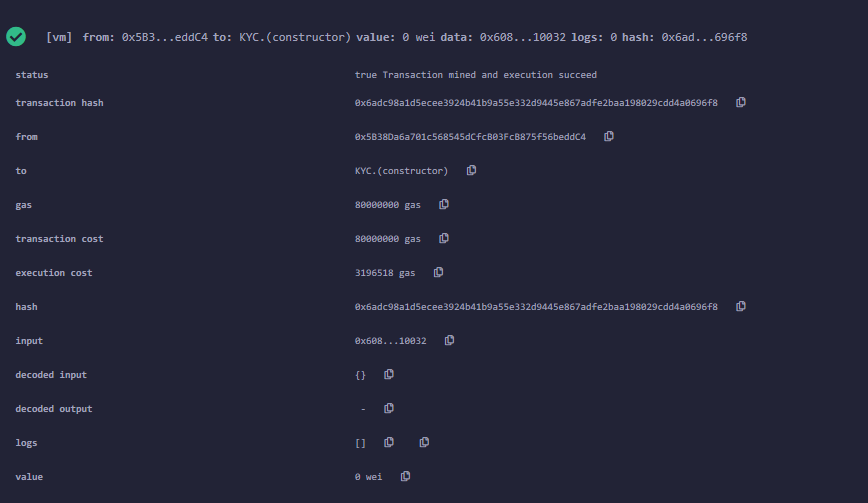 [vm] from: 0x5B3...eddC4 to: KYC.(constructor) value: 0 wei data: 0x608...10032 logs: 0 hash: 0x6ad...696f8
status true Transaction mined and execution succeed
transaction hash 0x6adc98a1d5ecee3924b41b9a55e332d9445e867adfe2baa198029cdd4a0696f8
from 0x5B38Da6a701c568545dCfcB03FcB875f56beddC4
to KYC.(constructor)
gas 80000000 gas
transaction cost 80000000 gas
execution cost 3196518 gas
hash 0x6adc98a1d5ecee3924b41b9a55e332d9445e867adfe2baa198029cdd4a0696f8
input 0x608...10032
decoded input {}
decoded output -
logs []
value 0 wei